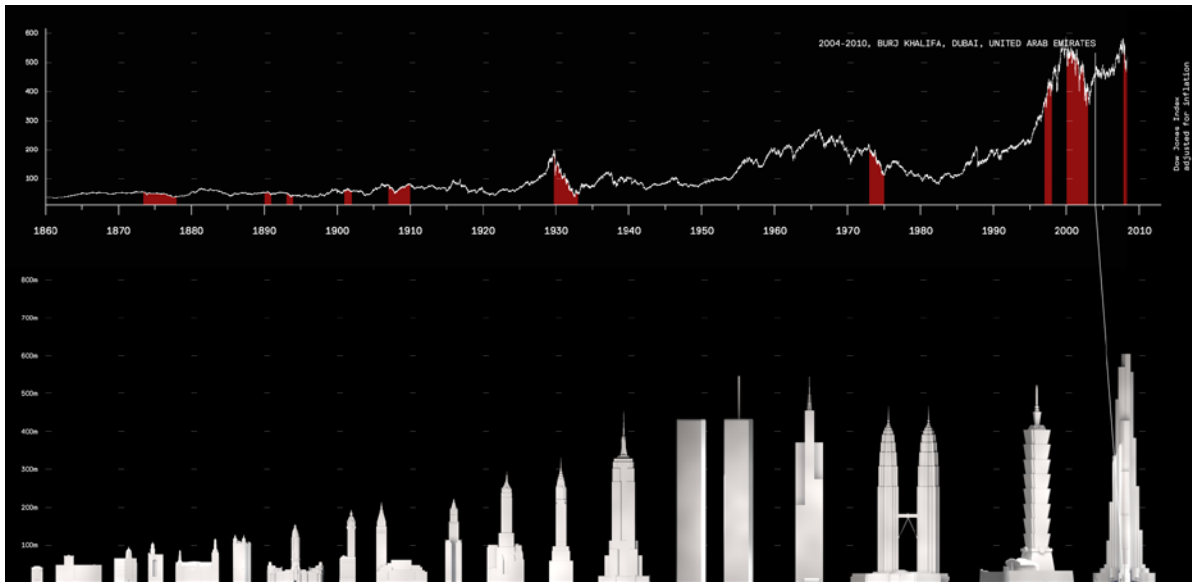 600
500
400
300
200
100
2004-2010, BURJ KHALIFA, DUBAI, UNITED ARAB EMIRATES
Dow Jones Index
adjusted for inflation
1860 1870 1880 1890 1900 1910 1920 1930 1940 1950 1960 1970 1980 1990 2000 2010
800m
700m
600m
500m
400m
300m
200m
100m